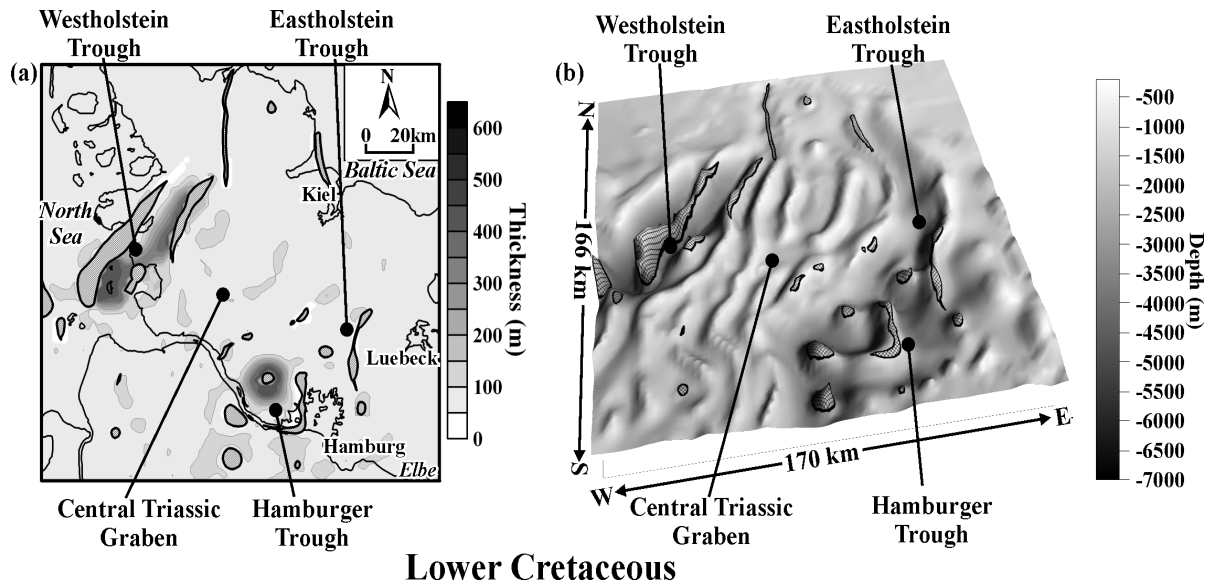 Westholstein
Trough
Eastholstein
Trough
(a)
N
0 20km
Baltic Sea
Kiel
North
Sea
Luebeck
Hamburg
Elbe
600
500
400
300
200
100
0
Thickness (m)
Central Triassic
Graben
Hamburger
Trough
Westholstein
Trough
Eastholstein
Trough
(b)
N
166 km
S
W
170 km
E
-500
-1000
-1500
-2000
-2500
-3000
-3500
-4000
-4500
-5000
-5500
-6000
-6500
-7000
Depth (m)
Central Triassic
Graben
Hamburger
Trough
Lower Cretaceous